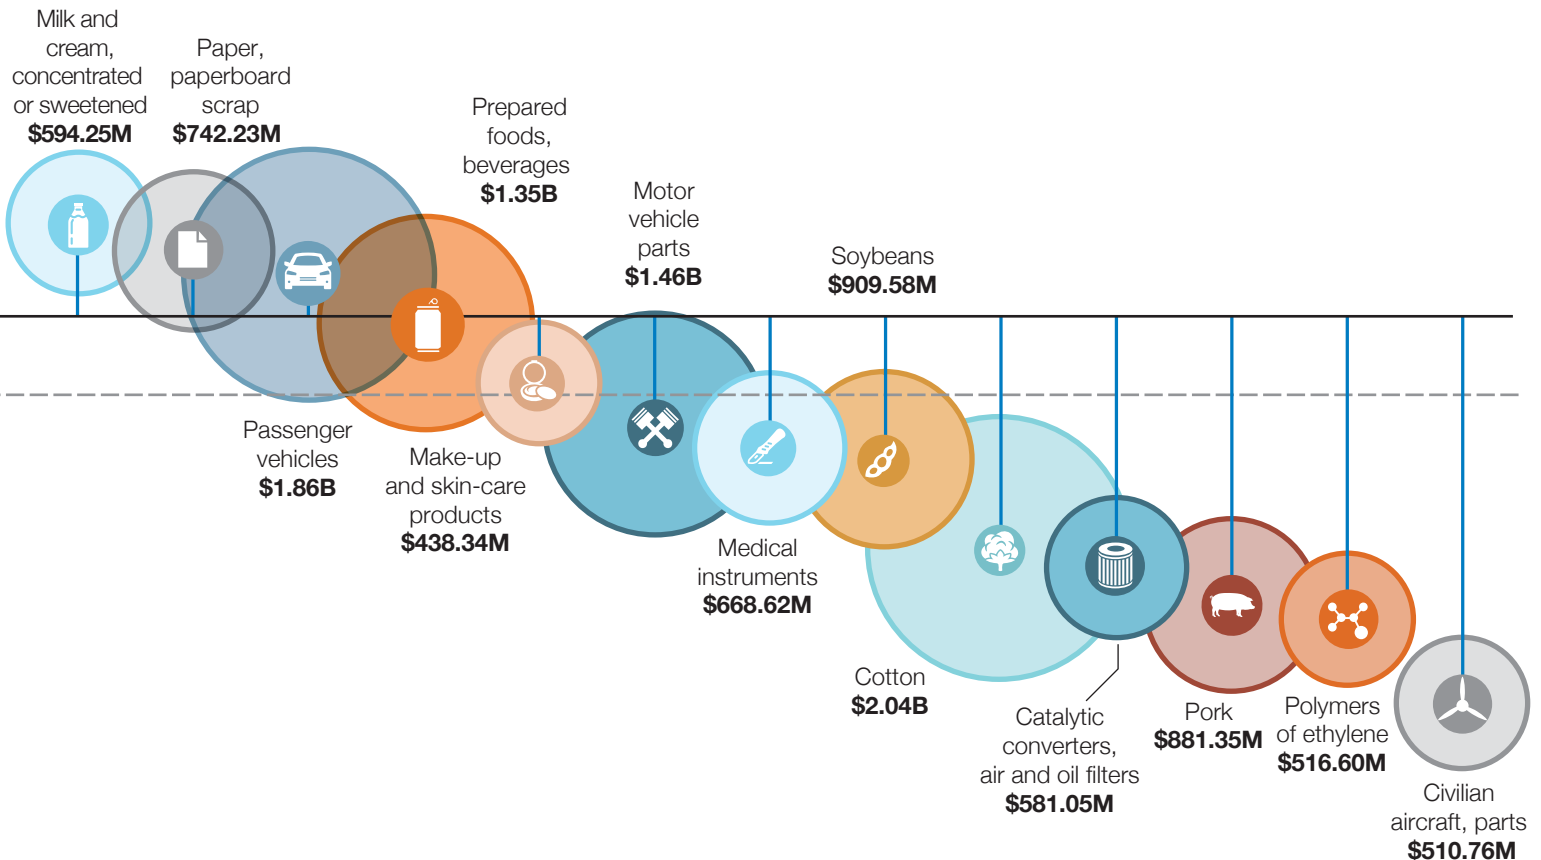 Milk and
cream,
concentrated
or sweetened
$594.25M
Paper,
paperboard
scrap
$742.23M
Passenger
vehicles
$1.86B
Prepared
foods,
beverages
$1.35B
Make-up
and skin-care
products
$438.34M
Motor
vehicle
parts
$1.46B
Medical
instruments
$668.62M
Soybeans
$909.58M
Cotton
$2.04B
Catalytic
converters,
air and oil filters
$581.05M
Pork
$881.35M
Polymers
of ethylene
$516.60M
Civilian
aircraft, parts
$510.76M